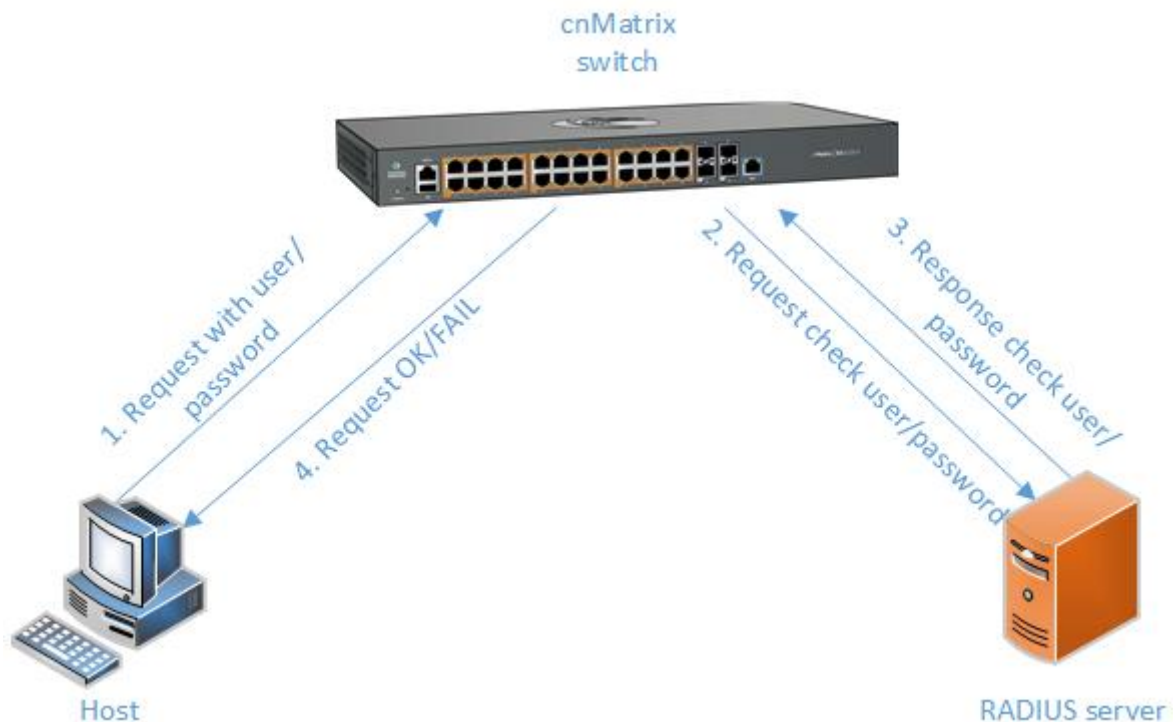 cnMatrix
switch
1. Request with user/
password
4. Request OK/FAIL
2. Request check user/password
3. Response check user/
password
Host
RADIUS server